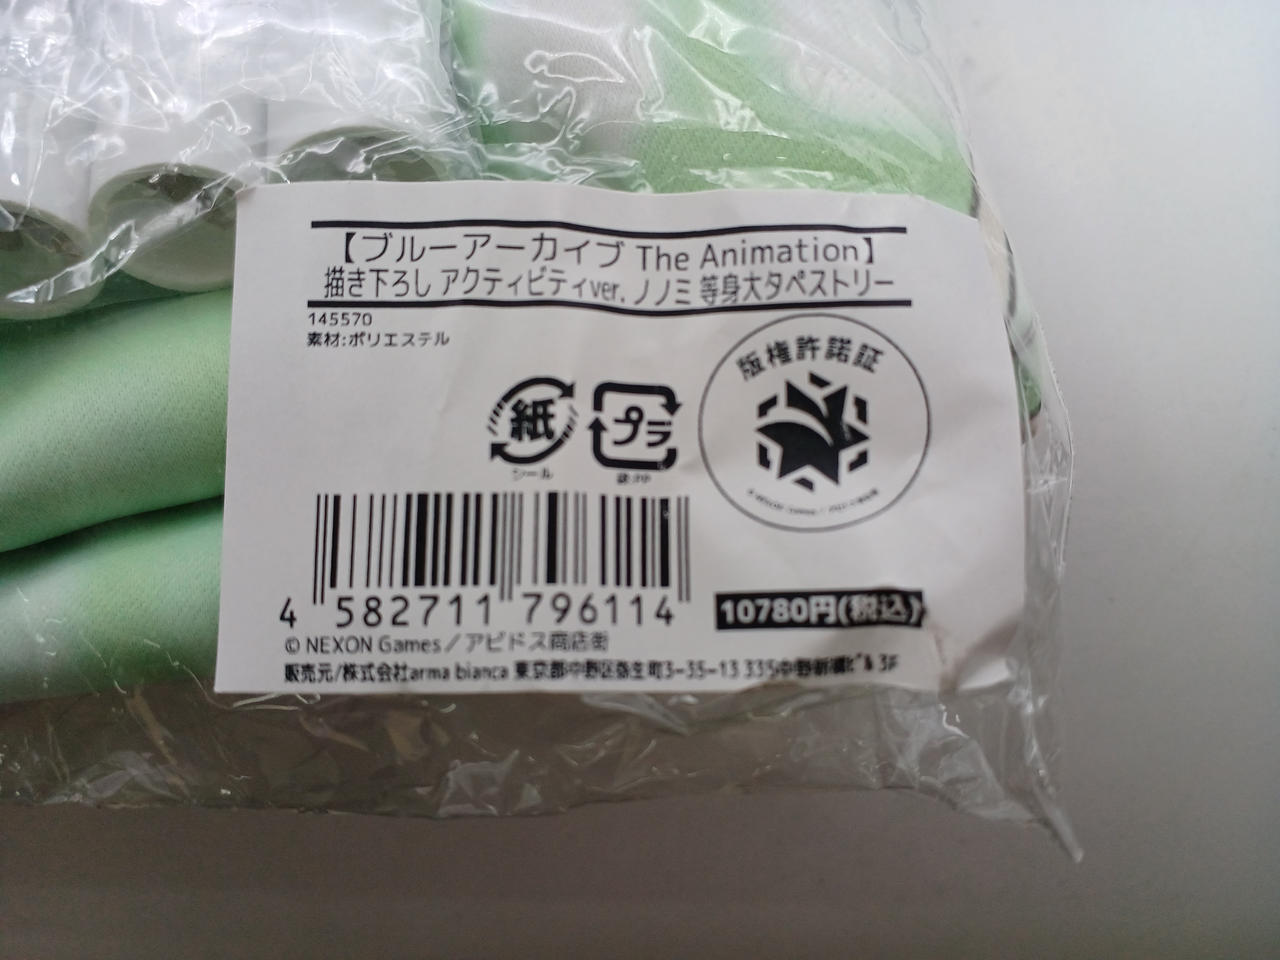 【ブルーアーカイブ The Animation】
描き下ろし アクティビティver. ノノミ 等身大タペストリー
145570
素材:ポリエステル
版権許諾証
紙
プラ
シール
4 582711 796114
10780円(税込)
© NEXON Games／アビドス商店街
販売元/株式会社arma bianca 東京都中野区弥生町3-35-13 335中野新橋ビル 3F